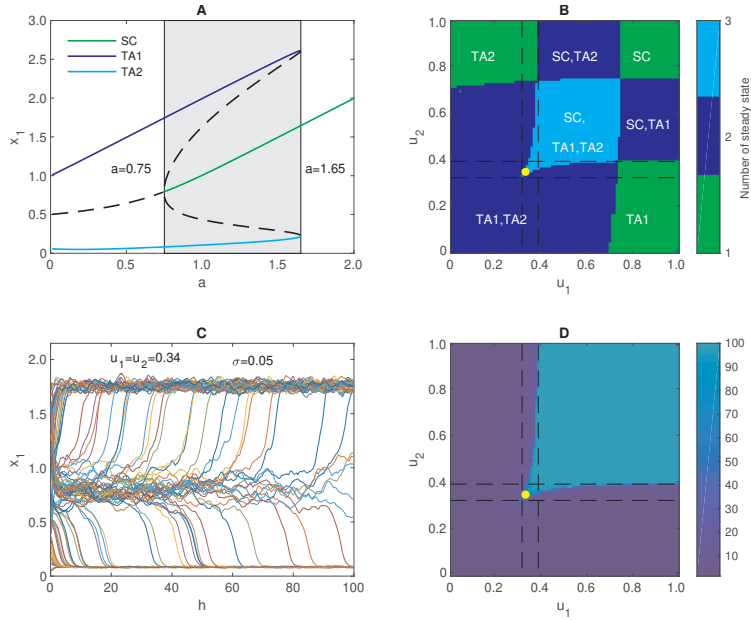 A
3.0
2.5
2.0
1.5
1.0
0.5
0
x1
SC
TA1
TA2
a=0.75
a=1.65
0.0
0.5
1.0
1.5
2.0
a
B
1.0
0.8
0.6
0.4
0.2
0
u2
TA2
SC,TA2
SC
SC,
TA1,TA2
SC,TA1
TA1,TA2
TA1
0
0.2
0.4
0.6
0.8
1.0
u1
3
2
1
Number of steady state
C
2.0
1.5
1.0
0.5
0
x1
u1=u2=0.34
σ=0.05
0
20
40
60
80
100
h
D
1.0
0.8
0.6
0.4
0.2
0
u2
0
0.2
0.4
0.6
0.8
1.0
u1
100
90
80
70
60
50
40
30
20
10